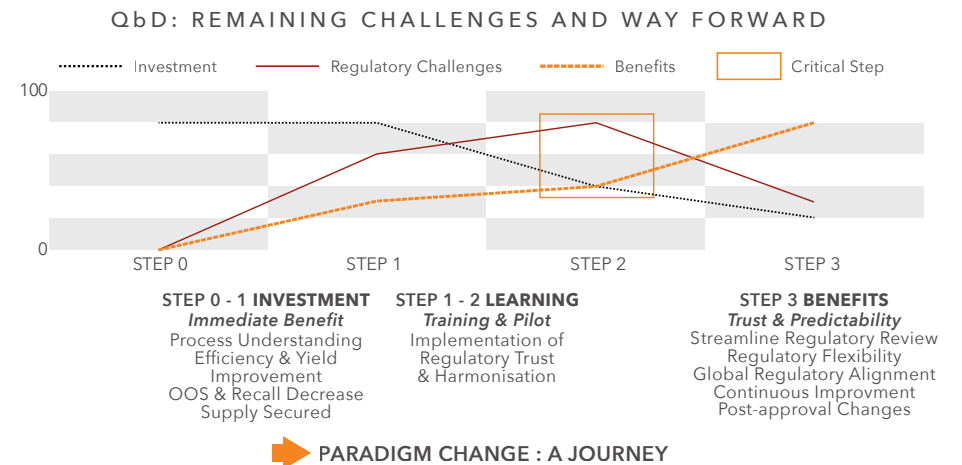 QbD: REMAINING CHALLENGES AND WAY FORWARD
Investment
Regulatory Challenges
Benefits
Critical Step
100
0
STEP 0
STEP 1
STEP 2
STEP 3
STEP 0 - 1 INVESTMENT
Immediate Benefit
Process Understanding
Efficiency & Yield
Improvement
OOS & Recall Decrease
Supply Secured
STEP 1 - 2 LEARNING
Training & Pilot
Implementation of
Regulatory Trust
& Harmonisation
STEP 3 BENEFITS
Trust & Predictability
Streamline Regulatory Review
Regulatory Flexibility
Global Regulatory Alignment
Continuous Improvment
Post-approval Changes
PARADIGM CHANGE : A JOURNEY